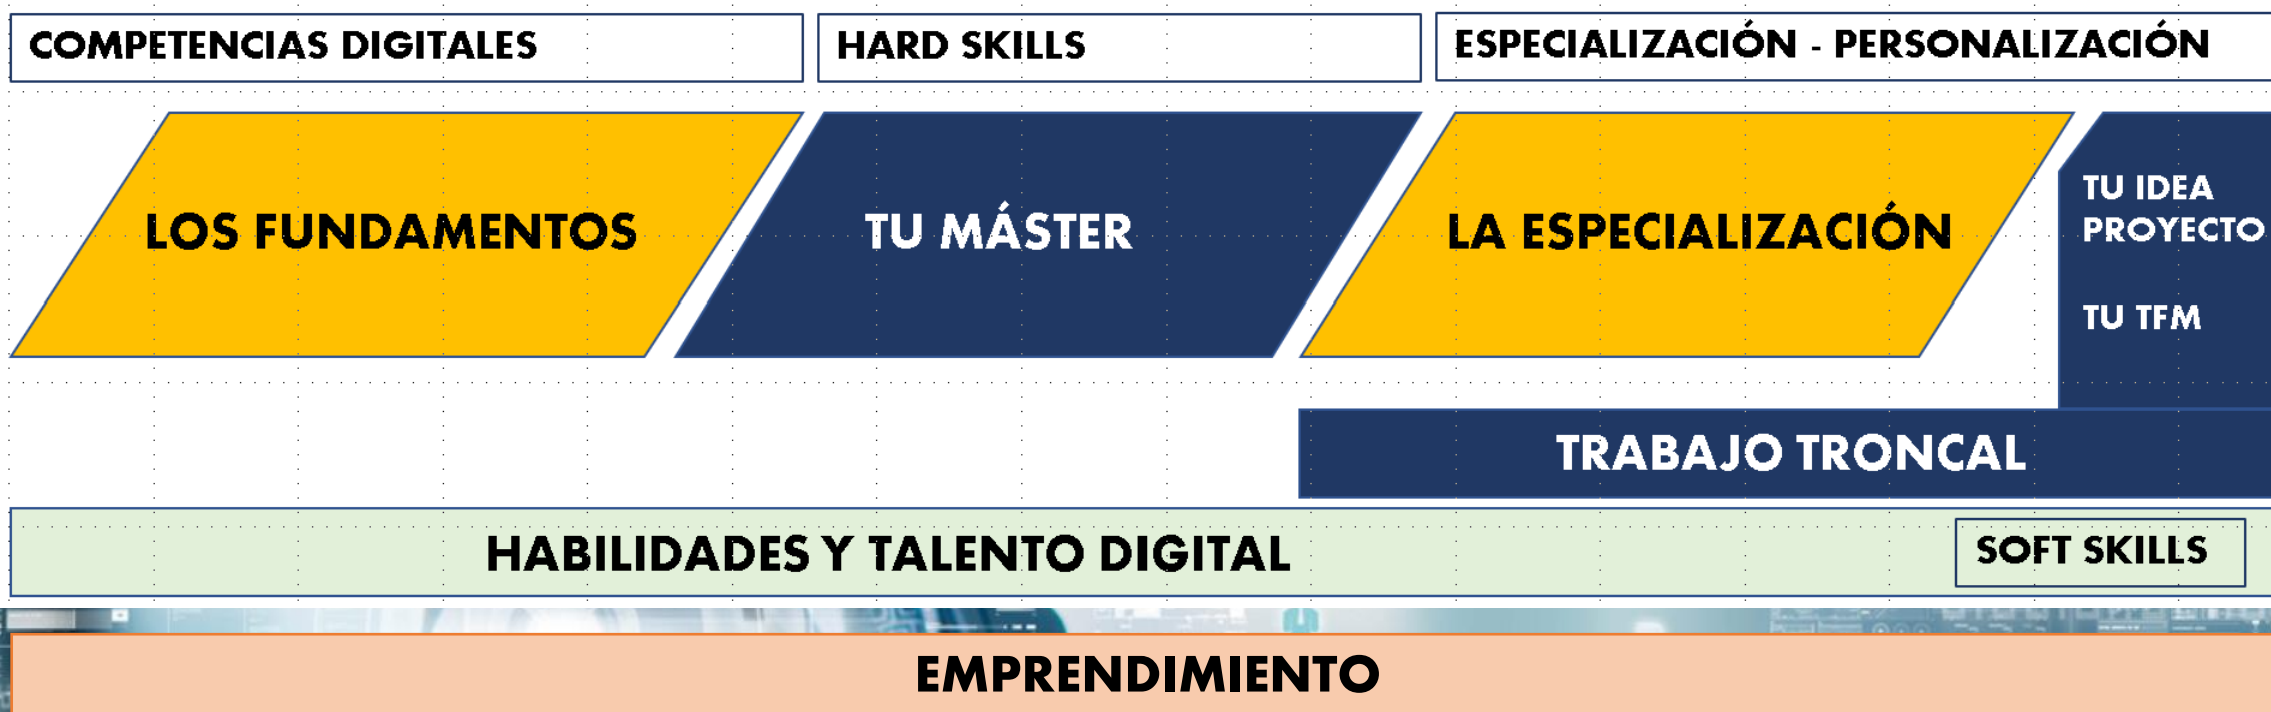 COMPETENCIAS DIGITALES
HARD SKILLS
ESPECIALIZACIÓN - PERSONALIZACIÓN
LOS FUNDAMENTOS
TU MÁSTER
LA ESPECIALIZACIÓN
TU IDEA
PROYECTO
TU TFM
TRABAJO TRONCAL
HABILIDADES Y TALENTO DIGITAL
SOFT SKILLS
EMPRENDIMIENTO